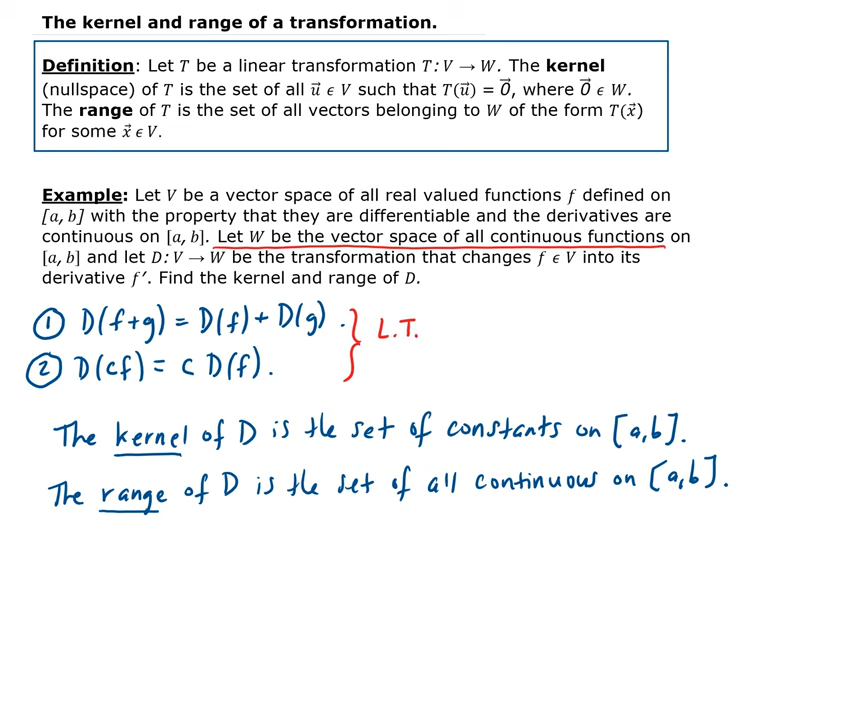 The kernel and range of a transformation.
Definition: Let T be a linear transformation T: V → W. The kernel
(nullspace) of T is the set of all u⃗ ϵ V such that T(u⃗) = O⃗, where O⃗ ϵ W.
The range of T is the set of all vectors belonging to W of the form T(x⃗)
for some x⃗ ϵ V.
Example: Let V be a vector space of all real valued functions f defined on
[a, b] with the property that they are differentiable and the derivatives are
continuous on [a, b]. Let W be the vector space of all continuous functions on
[a, b] and let D: V → W be the transformation that changes f ϵ V into its
derivative f′. Find the kernel and range of D.
① D(f+g) = D(f) + D(g) . } L.T.
② D(cf) = c D(f).
The kernel of D is the set of constants on [a,b].
The range of D is the set of all continuous on [a,b].